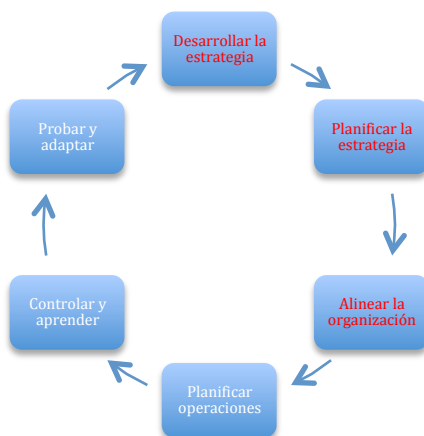 Desarrollar la
estrategia
Planificar la
estrategia
Alinear la
organización
Planificar
operaciones
Controlar y
aprender
Probar y
adaptar